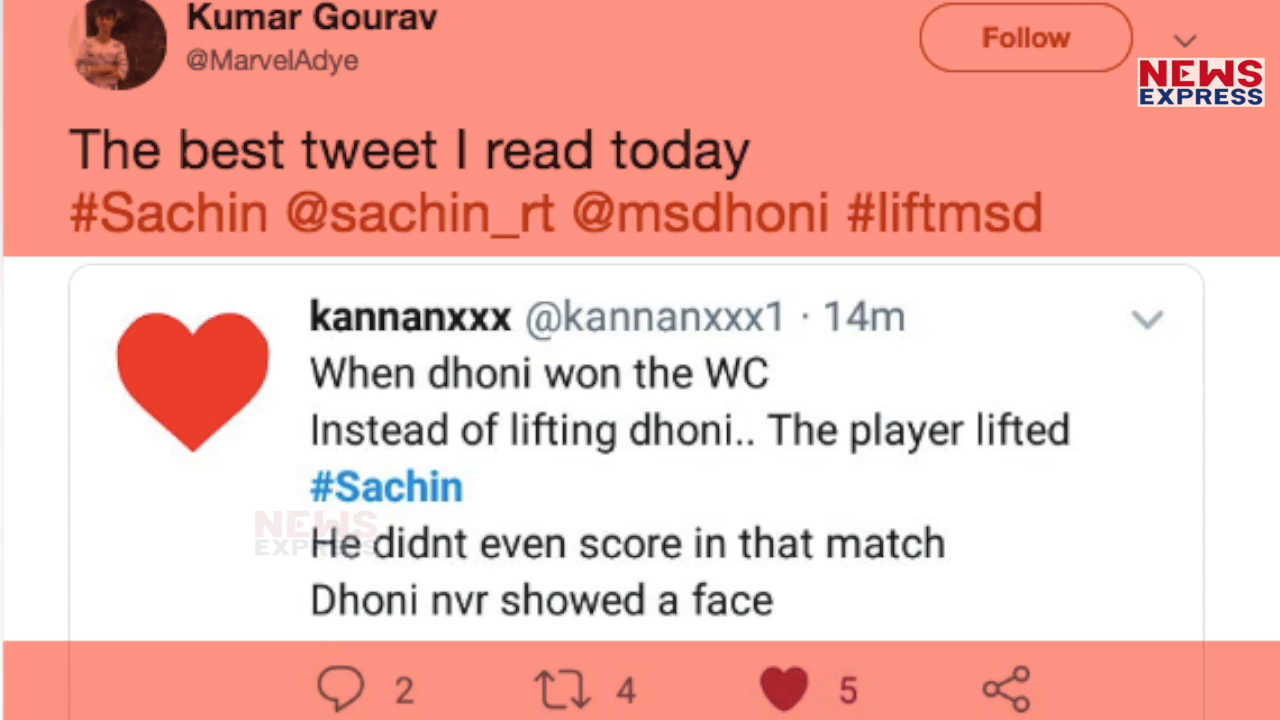 Kumar Gourav
@MarvelAdye
Follow
NEWS
EXPRESS
The best tweet I read today
#Sachin @sachin_rt @msdhoni #liftmsd
kannanxxx @kannanxxx1 · 14m
When dhoni won the WC
Instead of lifting dhoni.. The player lifted
#Sachin
NEWS
EXPRESS
He didnt even score in that match
Dhoni nvr showed a face
2 4 5